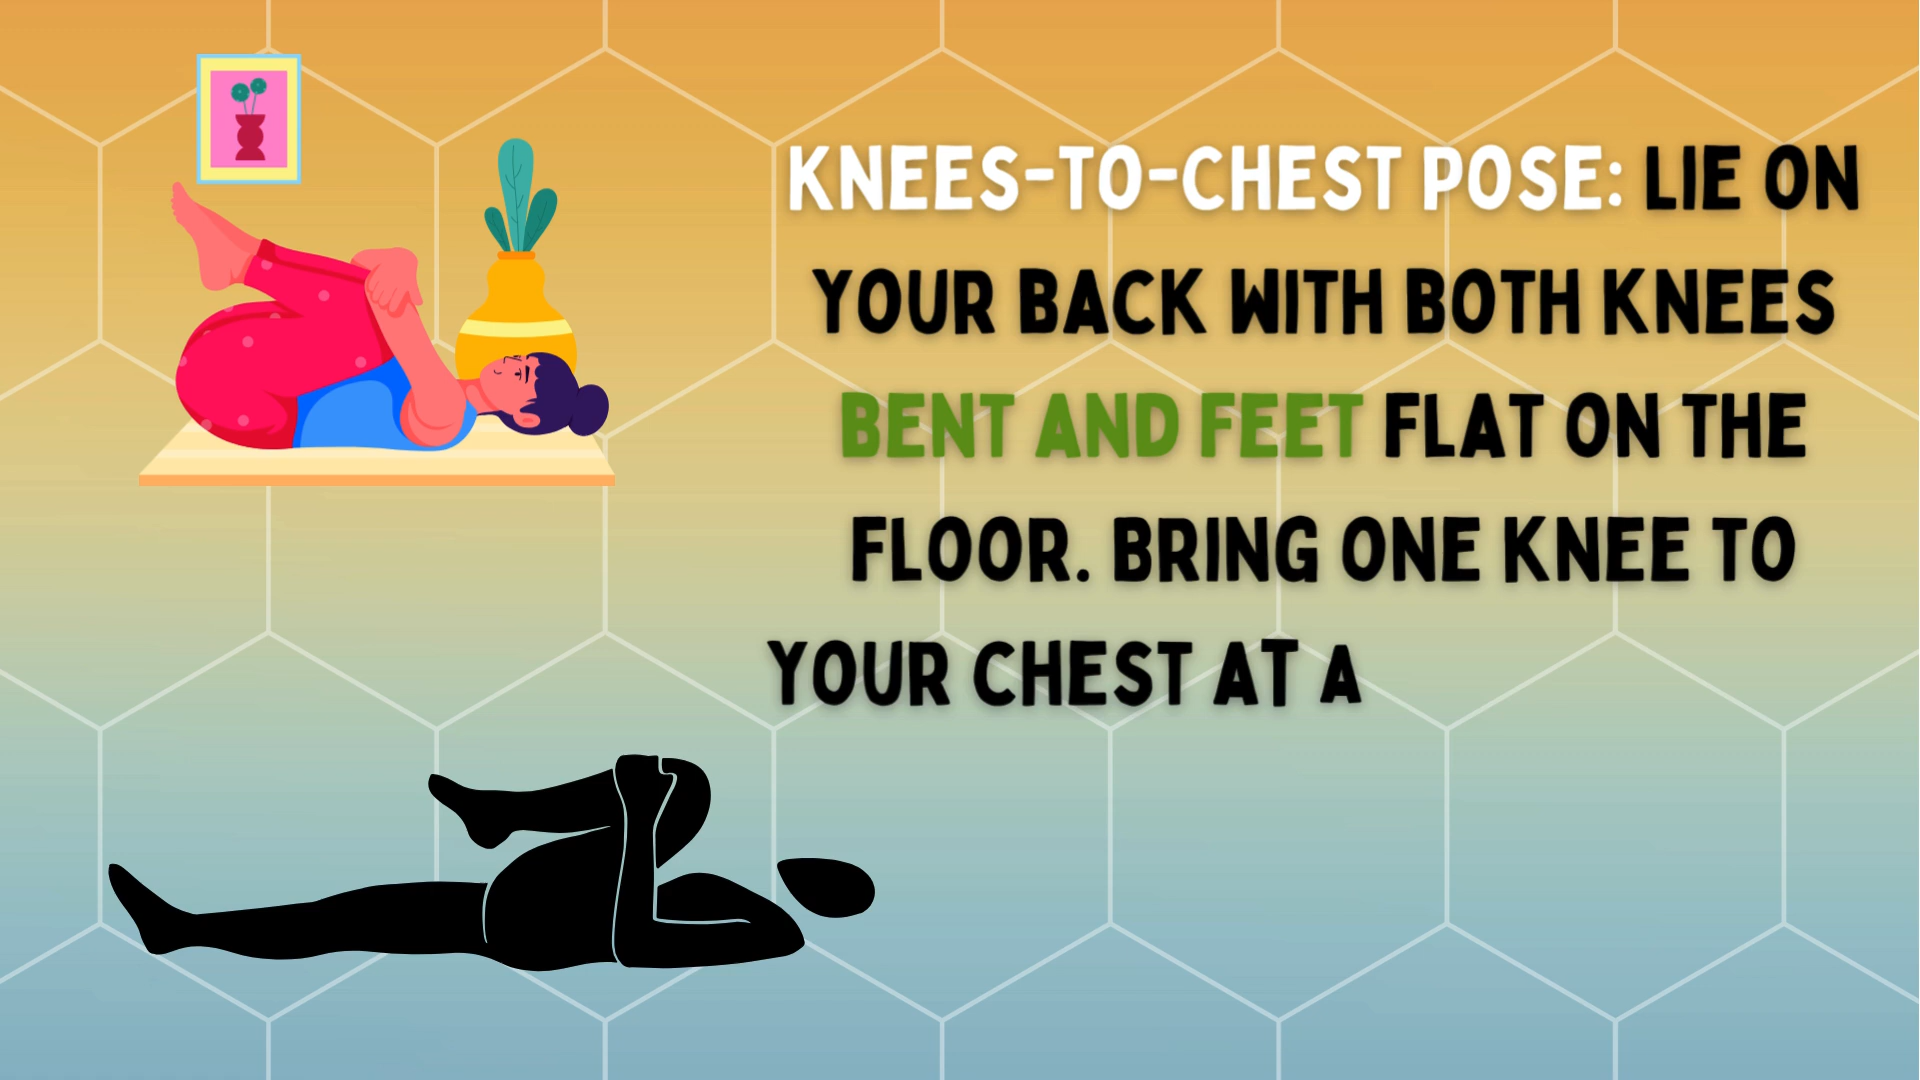 KNEES-TO-CHEST POSE: LIE ON
YOUR BACK WITH BOTH KNEES
BENT AND FEET FLAT ON THE
FLOOR. BRING ONE KNEE TO
YOUR CHEST AT A